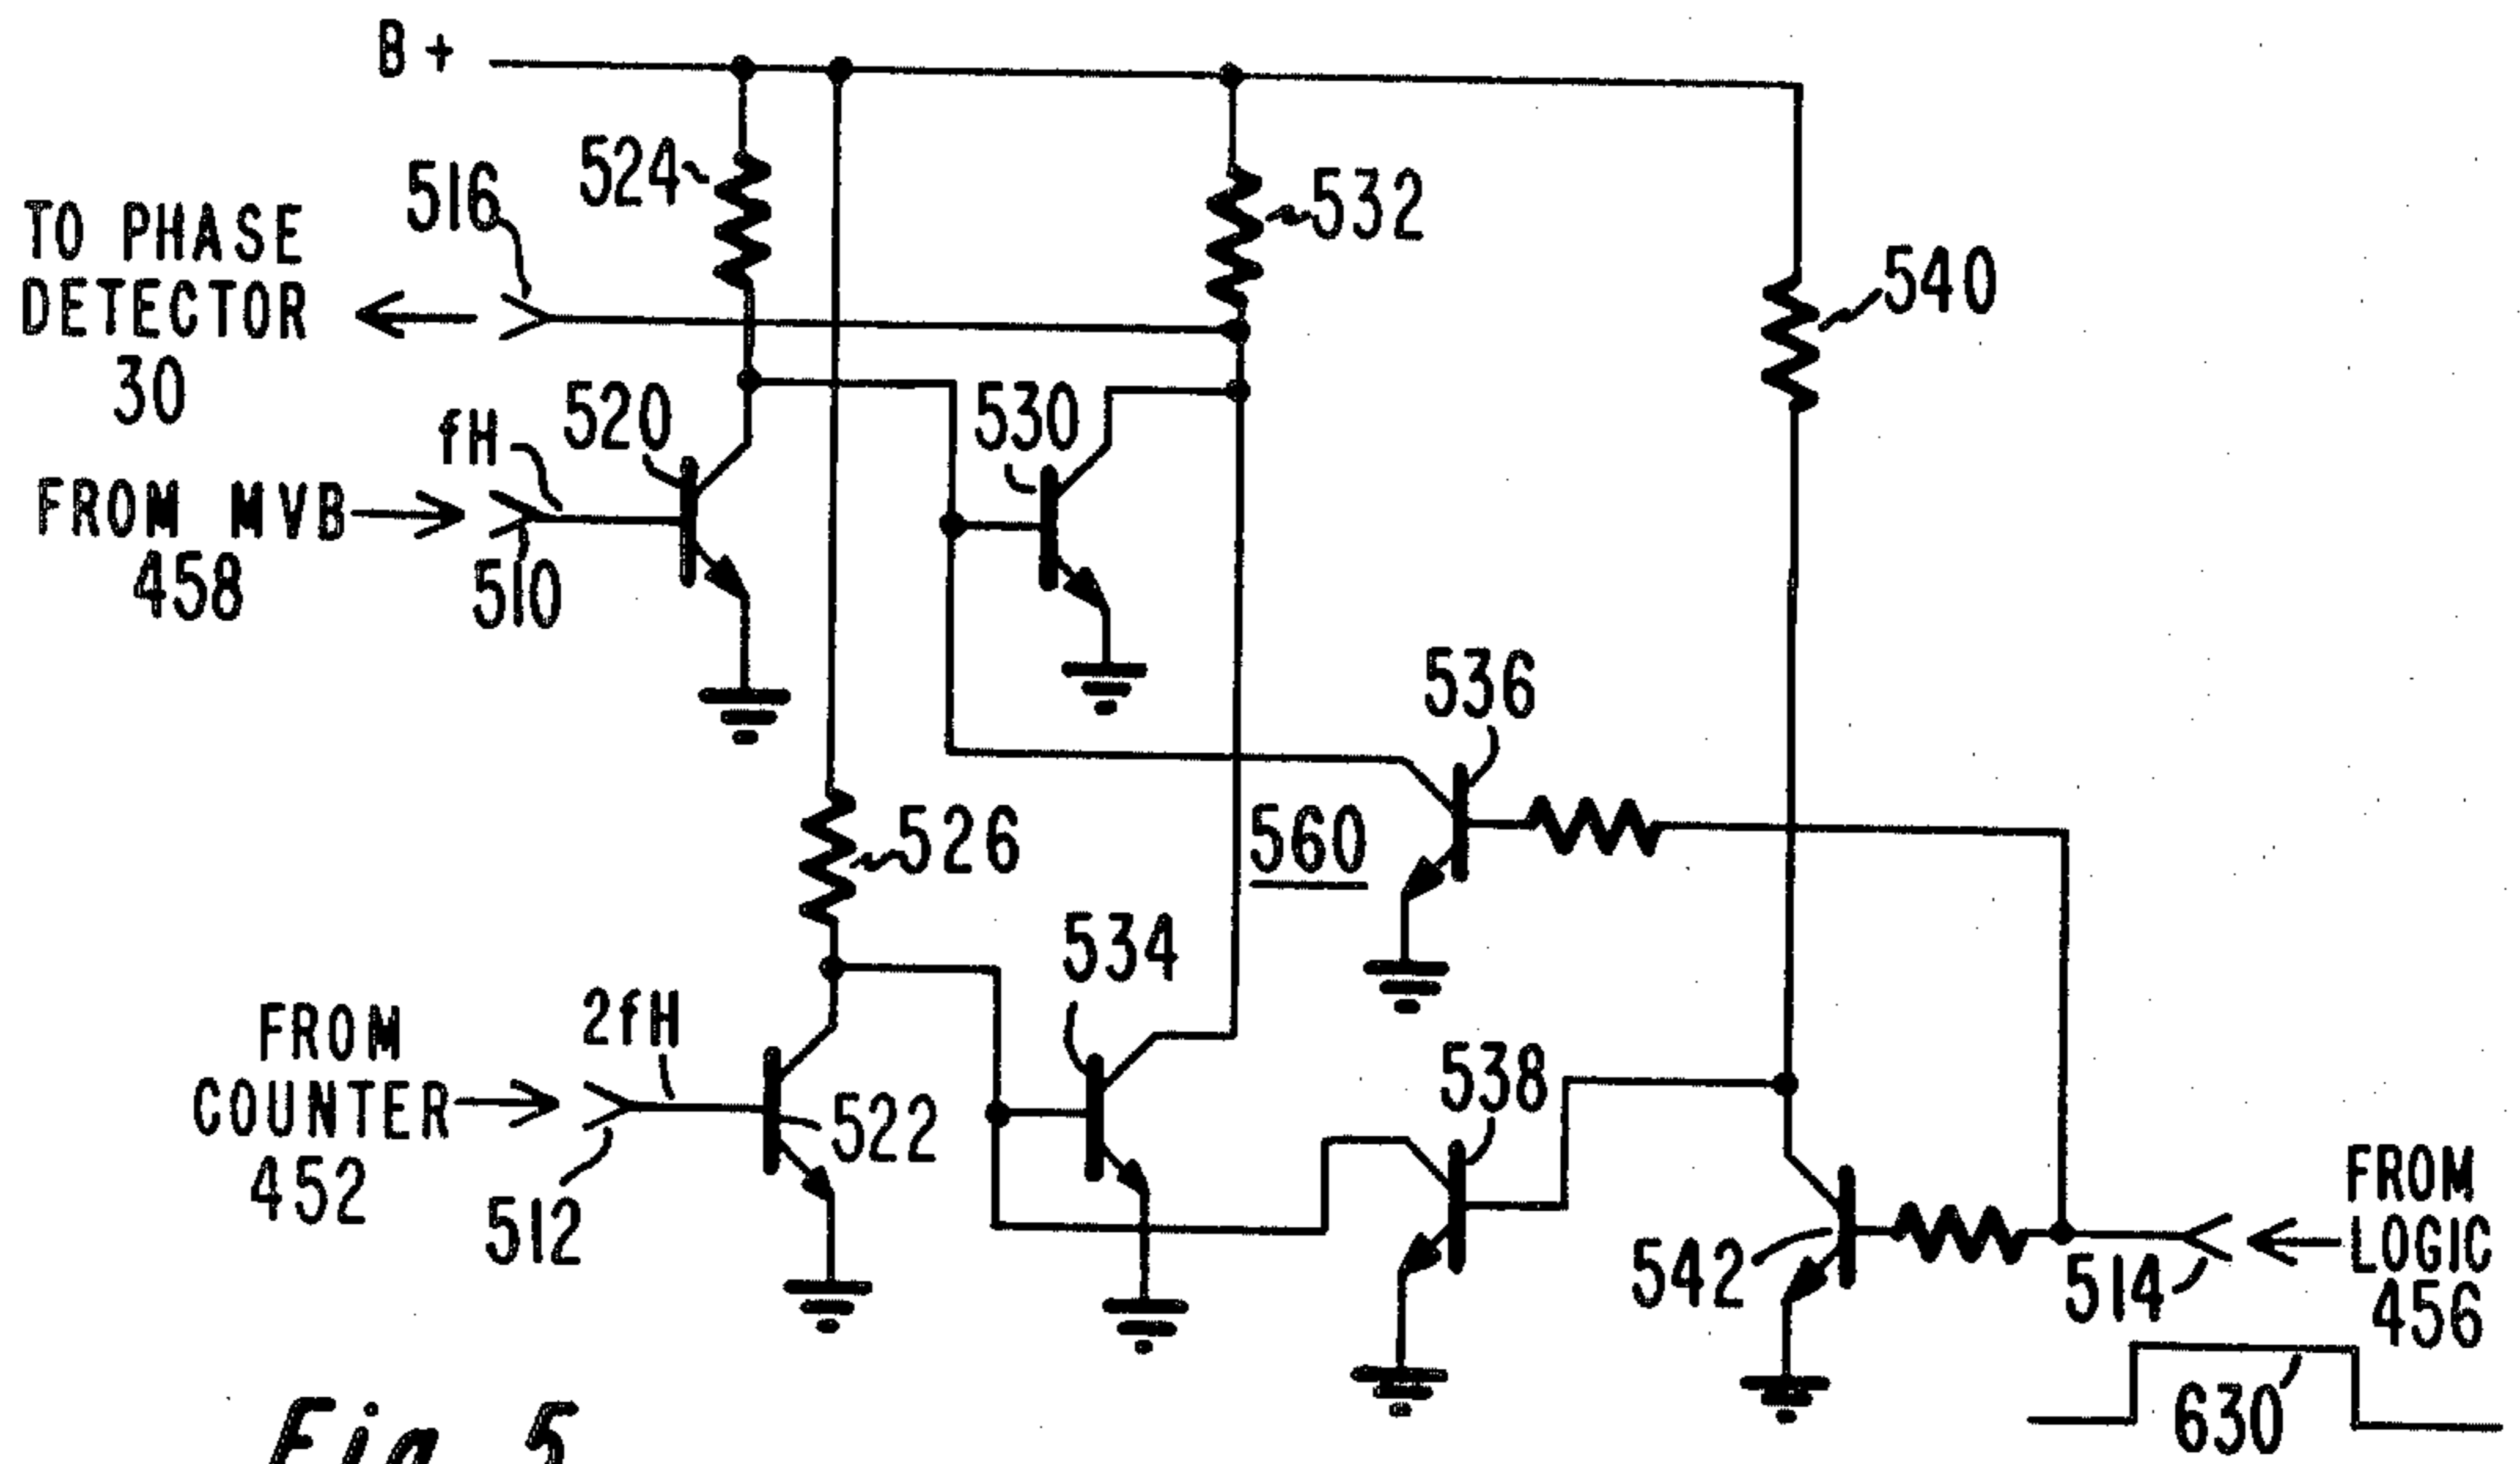 B+
516
524
532
540
TO PHASE
DETECTOR
30
fH
520
530
FROM MVB
458
510
536
526
560
534
FROM
COUNTER
452
2fH
512
522
538
542
514
FROM
LOGIC
456
630
Fig. 5